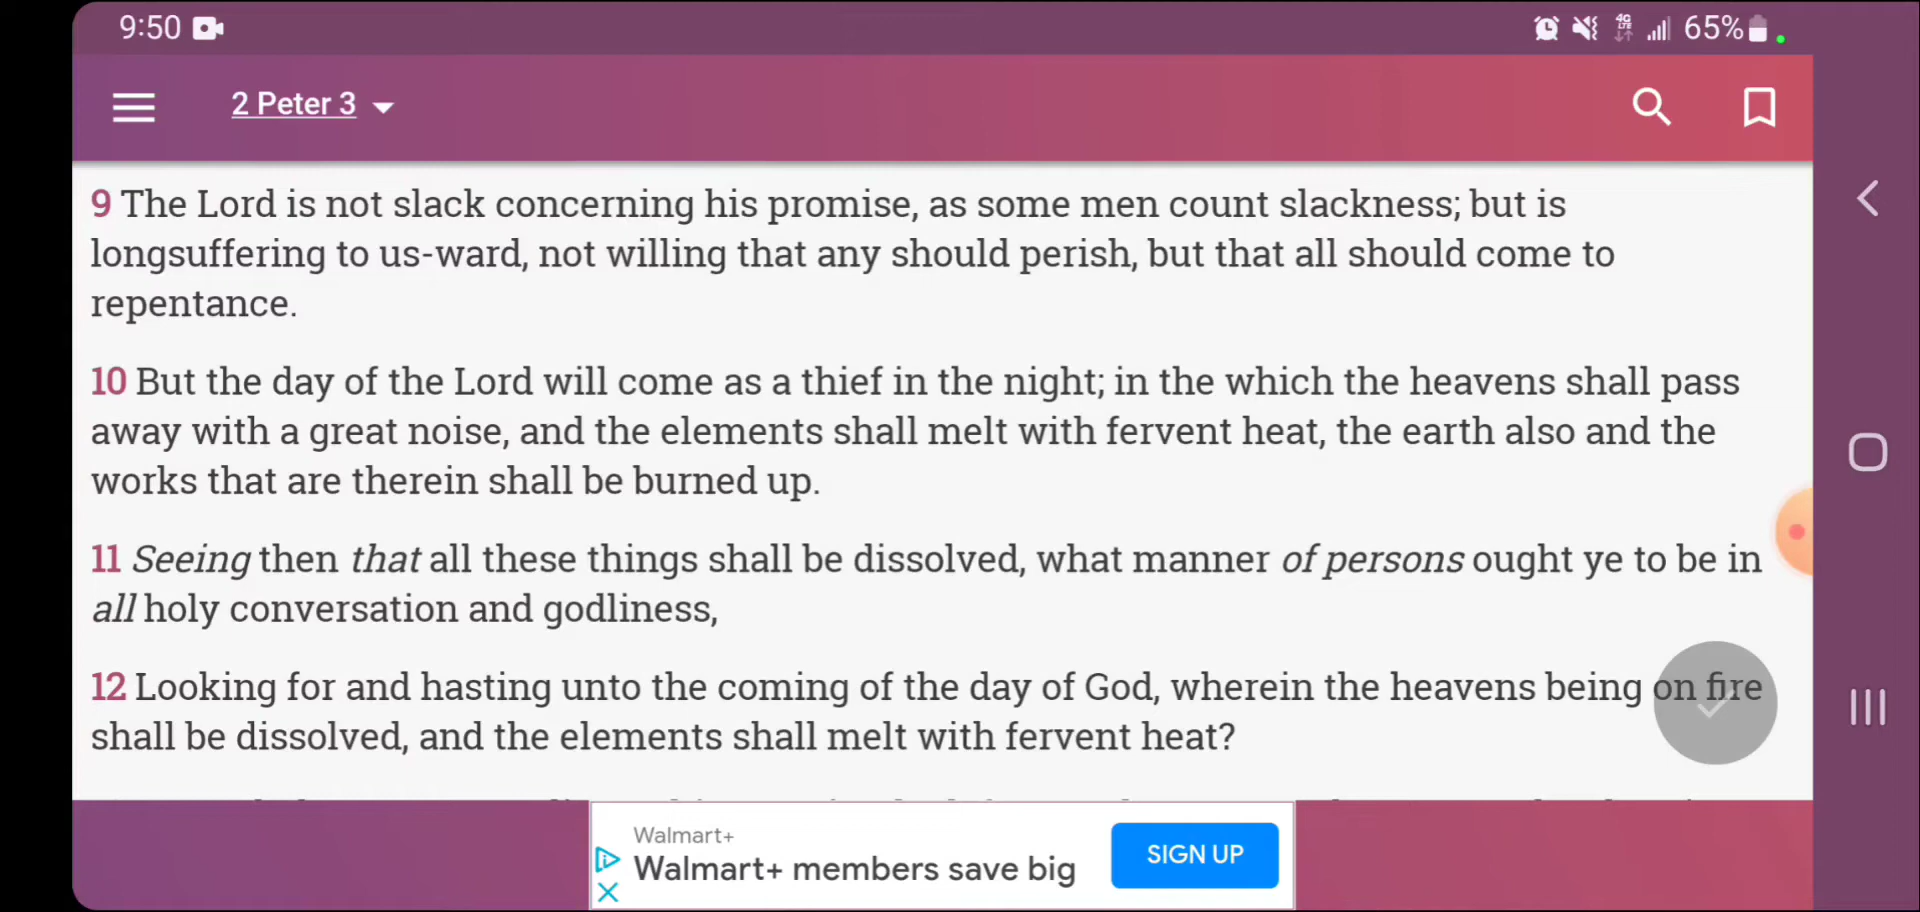 9:50
4G LTE 65%
2 Peter 3
9 The Lord is not slack concerning his promise, as some men count slackness; but is
longsuffering to us-ward, not willing that any should perish, but that all should come to
repentance.
10 But the day of the Lord will come as a thief in the night; in the which the heavens shall pass
away with a great noise, and the elements shall melt with fervent heat, the earth also and the
works that are therein shall be burned up.
11 Seeing then that all these things shall be dissolved, what manner of persons ought ye to be in
all holy conversation and godliness,
12 Looking for and hasting unto the coming of the day of God, wherein the heavens being on fire
shall be dissolved, and the elements shall melt with fervent heat?
Walmart+
Walmart+ members save big
SIGN UP